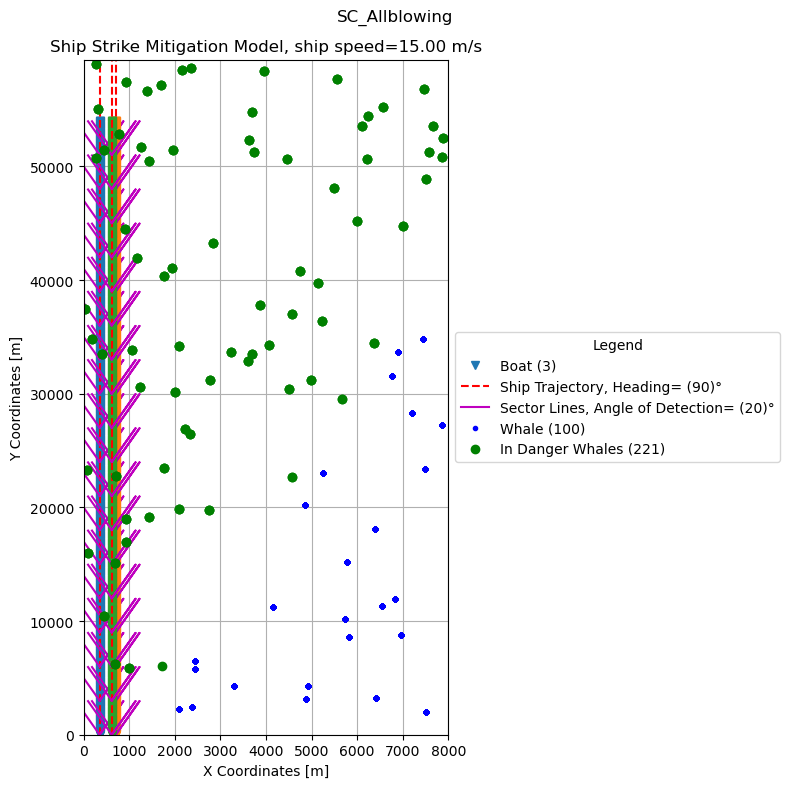 SC_Allblowing
Ship Strike Mitigation Model, ship speed=15.00 m/s
50000
40000
30000
20000
10000
0
Y Coordinates [m]
0 1000 2000 3000 4000 5000 6000 7000 8000
X Coordinates [m]
Legend
Boat (3)
Ship Trajectory, Heading= (90)°
Sector Lines, Angle of Detection= (20)°
Whale (100)
In Danger Whales (221)